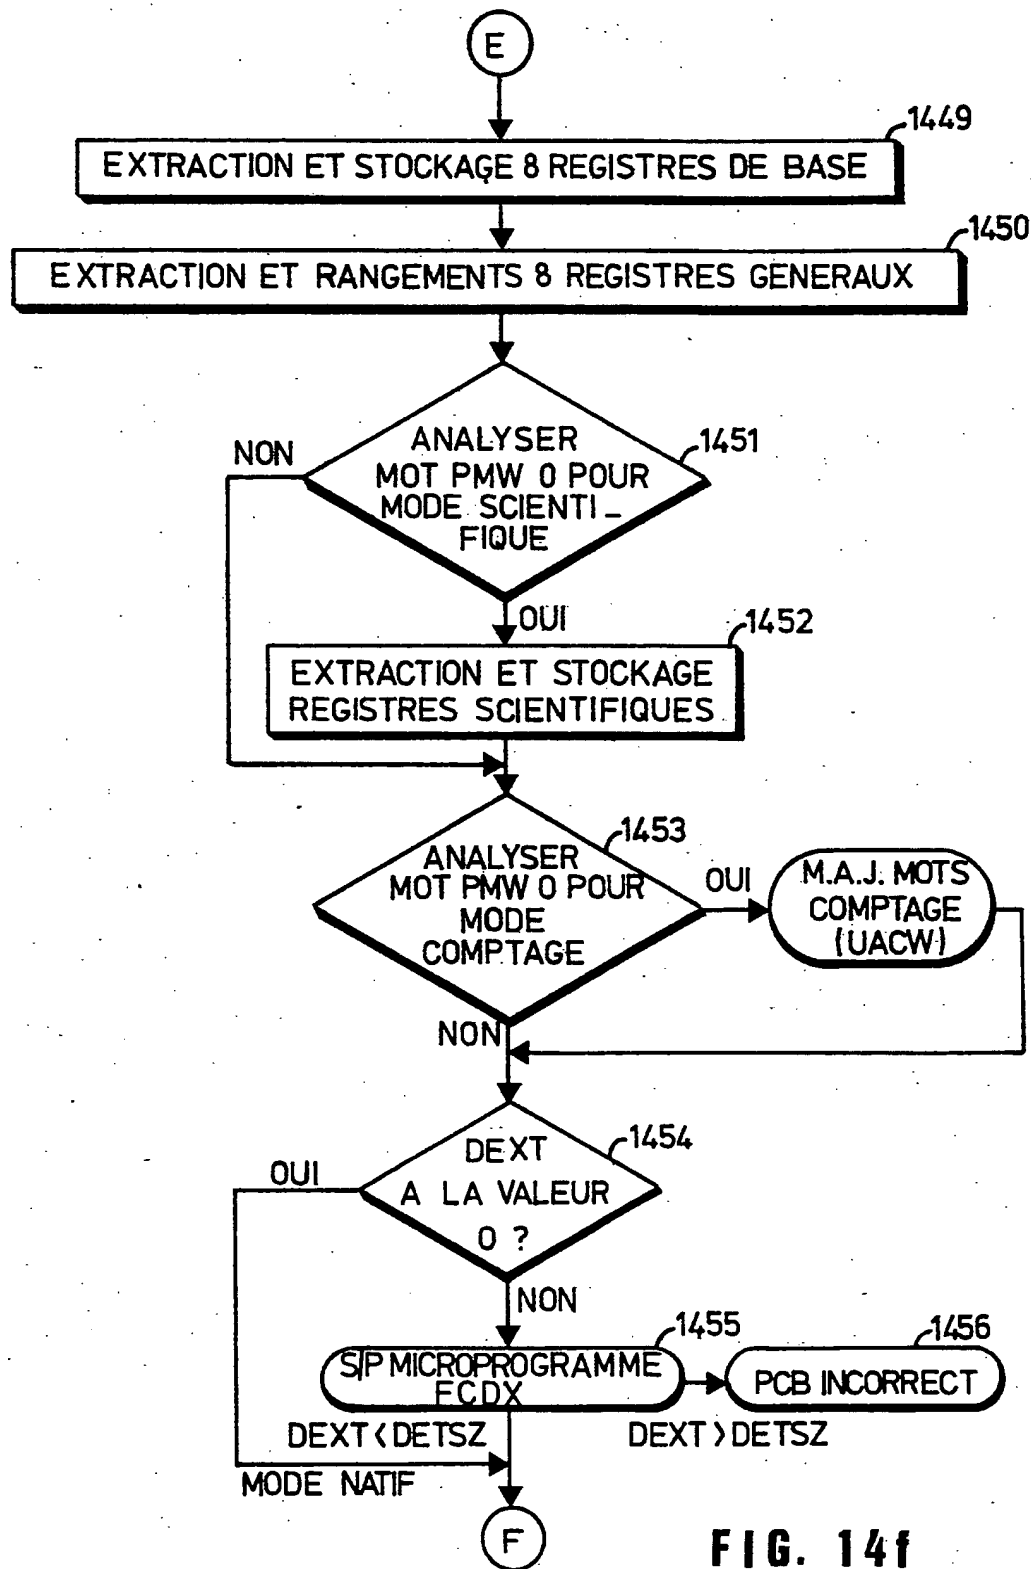 E
1449
EXTRACTION ET STOCKAGE 8 REGISTRES DE BASE
1450
EXTRACTION ET RANGEMENTS 8 REGISTRES GENERAUX
NON
ANALYSER
MOT PMW 0 POUR
MODE SCIENTI_
FIQUE
1451
OUI
1452
EXTRACTION ET STOCKAGE
REGISTRES SCIENTIFIQUES
1453
ANALYSER
MOT PMW 0 POUR
MODE
COMPTAGE
OUI
M.A.J. MOTS
COMPTAGE
(UACW)
NON
1454
DEXT
A LA VALEUR
0 ?
OUI
NON
1455
S/P MICROPROGRAMME
FCDX
1456
PCB INCORRECT
DEXT < DETSZ
DEXT > DETSZ
MODE NATIF
F
FIG. 14f